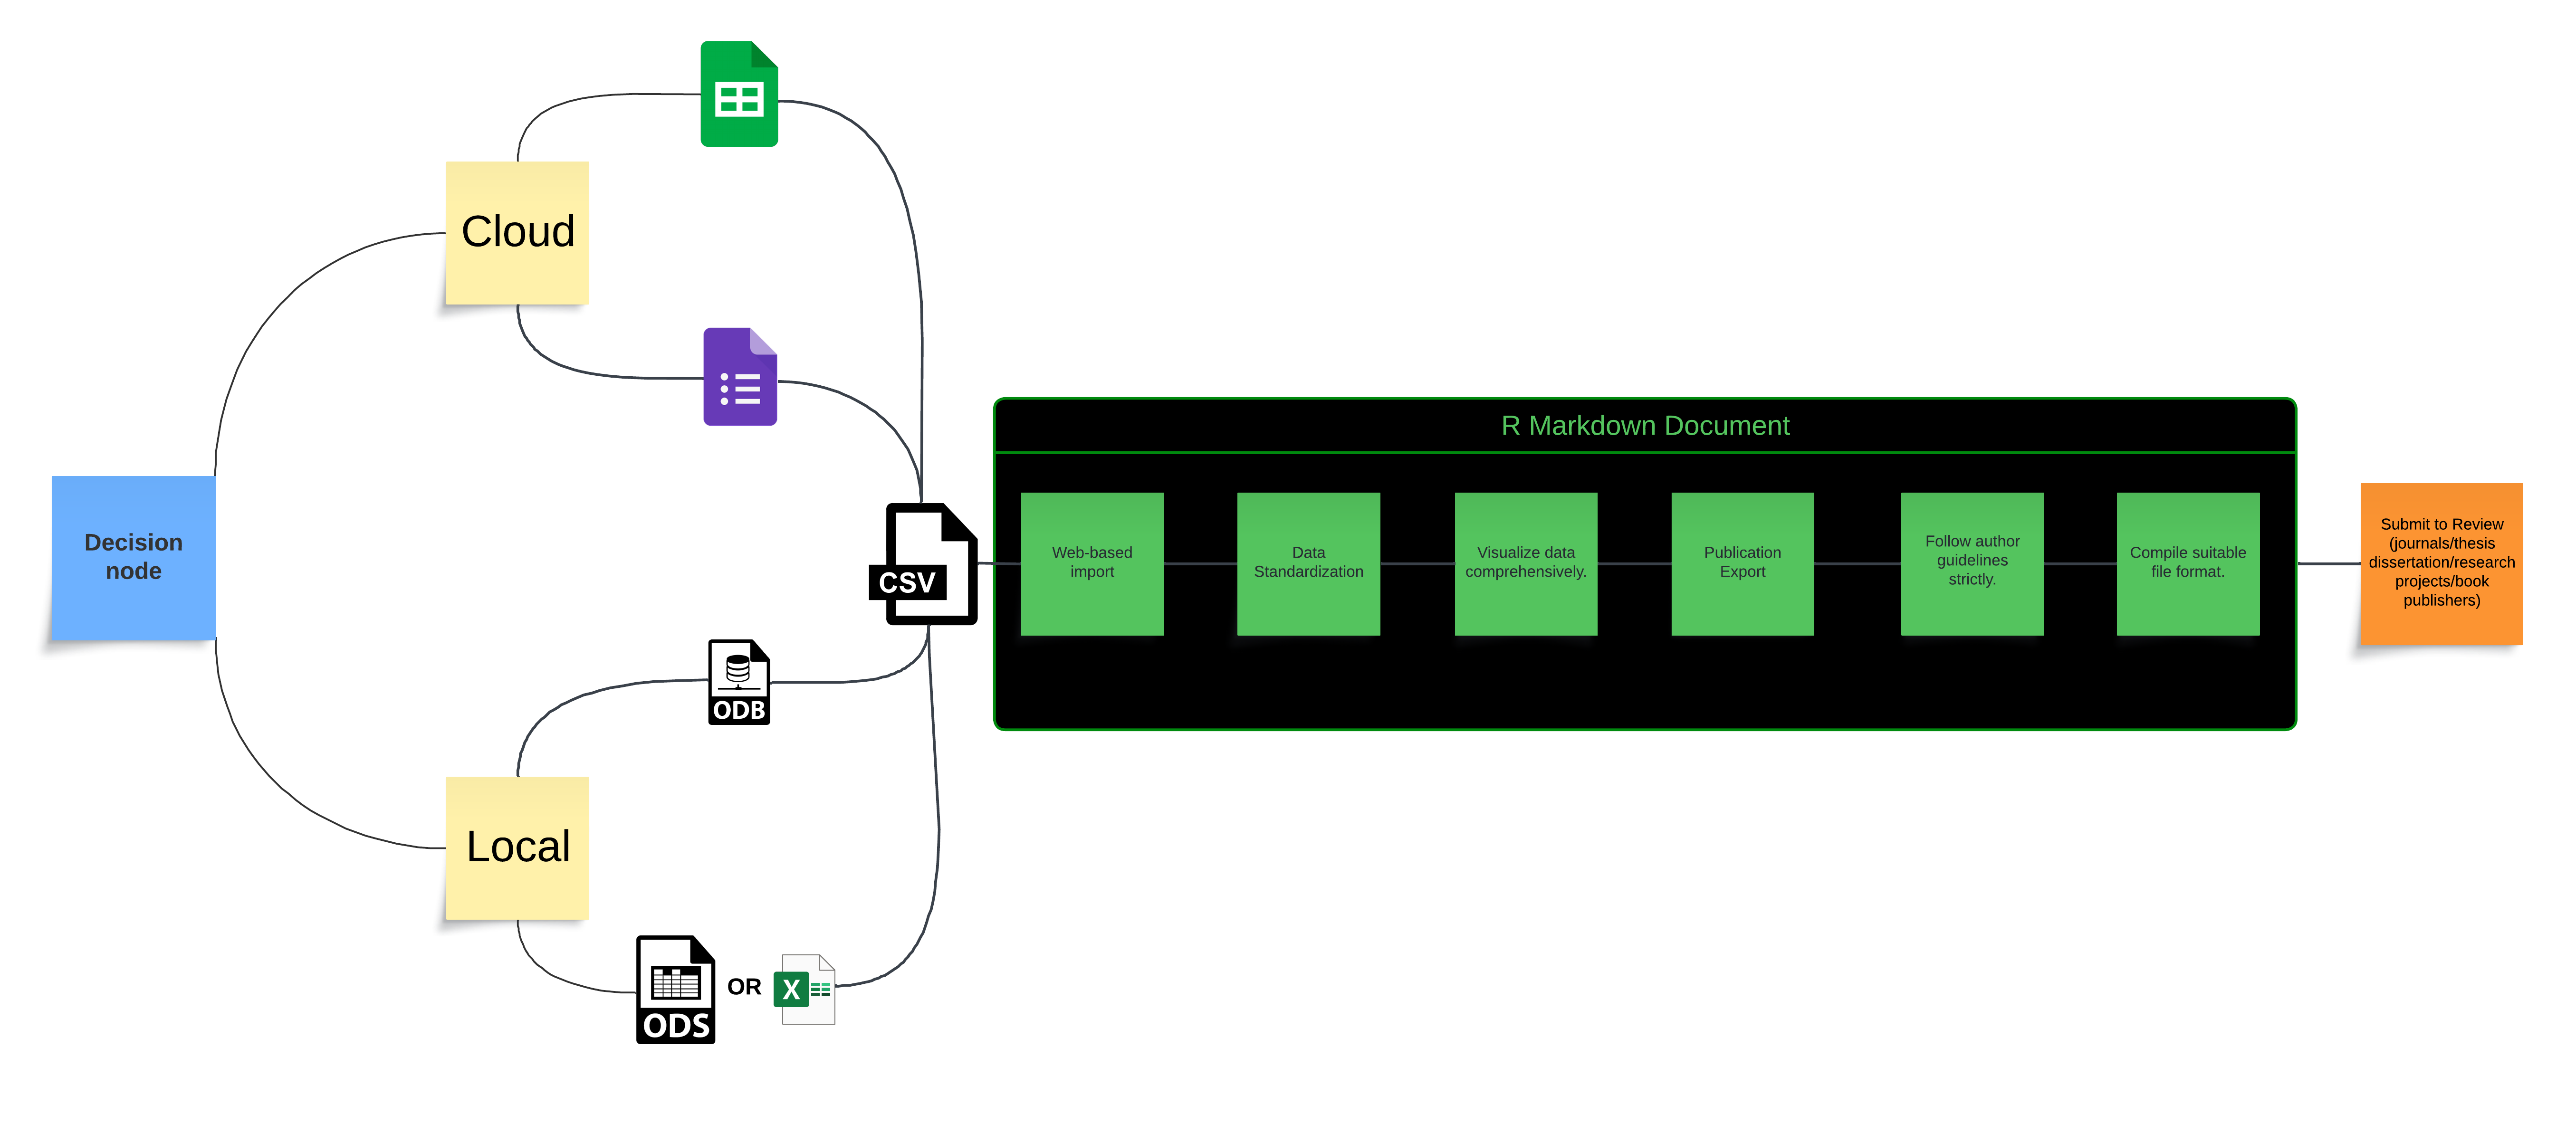 Cloud
Decision
node
CSV
ODB
Local
ODS
OR
X
R Markdown Document
Web-based
import
Data
Standardization
Visualize data
comprehensively.
Publication
Export
Follow author
guidelines
strictly.
Compile suitable
file format.
Submit to Review
(journals/thesis
dissertation/research
projects/book
publishers)